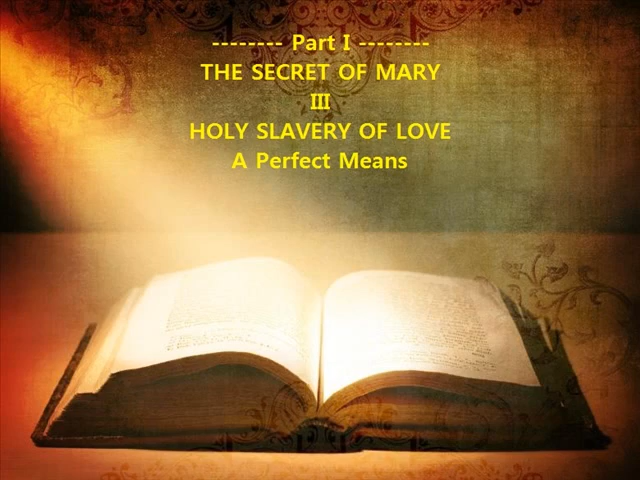 -------- Part I --------
THE SECRET OF MARY
III
HOLY SLAVERY OF LOVE
A Perfect Means